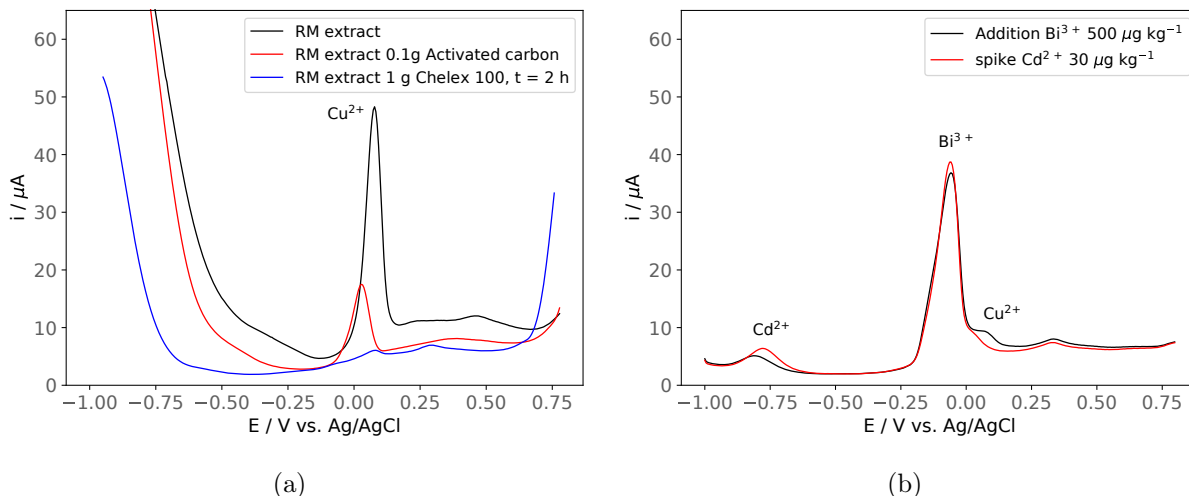 RM extract
RM extract 0.1g Activated carbon
RM extract 1 g Chelex 100, t = 2 h
Cu²⁺
60
50
40
30
20
10
0
i / μA
−1.00 −0.75 −0.50 −0.25 0.00 0.25 0.50 0.75
E / V vs. Ag/AgCl
(a)
Addition Bi³⁺ 500 μg kg⁻¹
spike Cd²⁺ 30 μg kg⁻¹
Bi³⁺
Cd²⁺
Cu²⁺
60
50
40
30
20
10
0
i / μA
−1.00 −0.75 −0.50 −0.25 0.00 0.25 0.50 0.75
E / V vs. Ag/AgCl
(b)